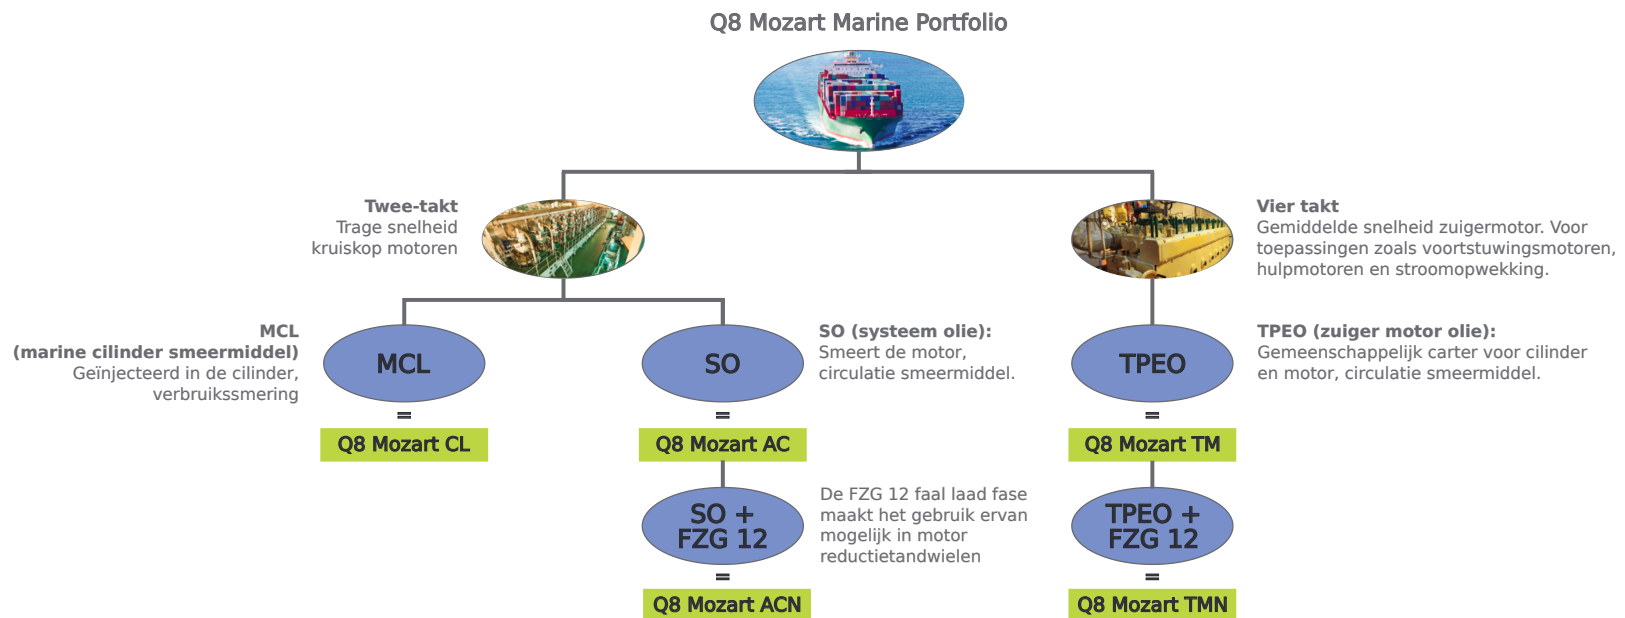 Q8 Mozart Marine Portfolio
Twee-takt
Trage snelheid
kruiskop motoren
Vier takt
Gemiddelde snelheid zuigermotor. Voor
toepassingen zoals voortstuwingsmotoren,
hulpmotoren en stroomopwekking.
MCL
(marine cilinder smeermiddel)
Geïnjecteerd in de cilinder,
verbruikssmering
MCL
=
Q8 Mozart CL
SO
SO (systeem olie):
Smeert de motor,
circulatie smeermiddel.
=
Q8 Mozart AC
SO +
FZG 12
De FZG 12 faal laad fase
maakt het gebruik ervan
mogelijk in motor
reductietandwielen
=
Q8 Mozart ACN
TPEO
TPEO (zuiger motor olie):
Gemeenschappelijk carter voor cilinder
en motor, circulatie smeermiddel.
=
Q8 Mozart TM
TPEO +
FZG 12
=
Q8 Mozart TMN